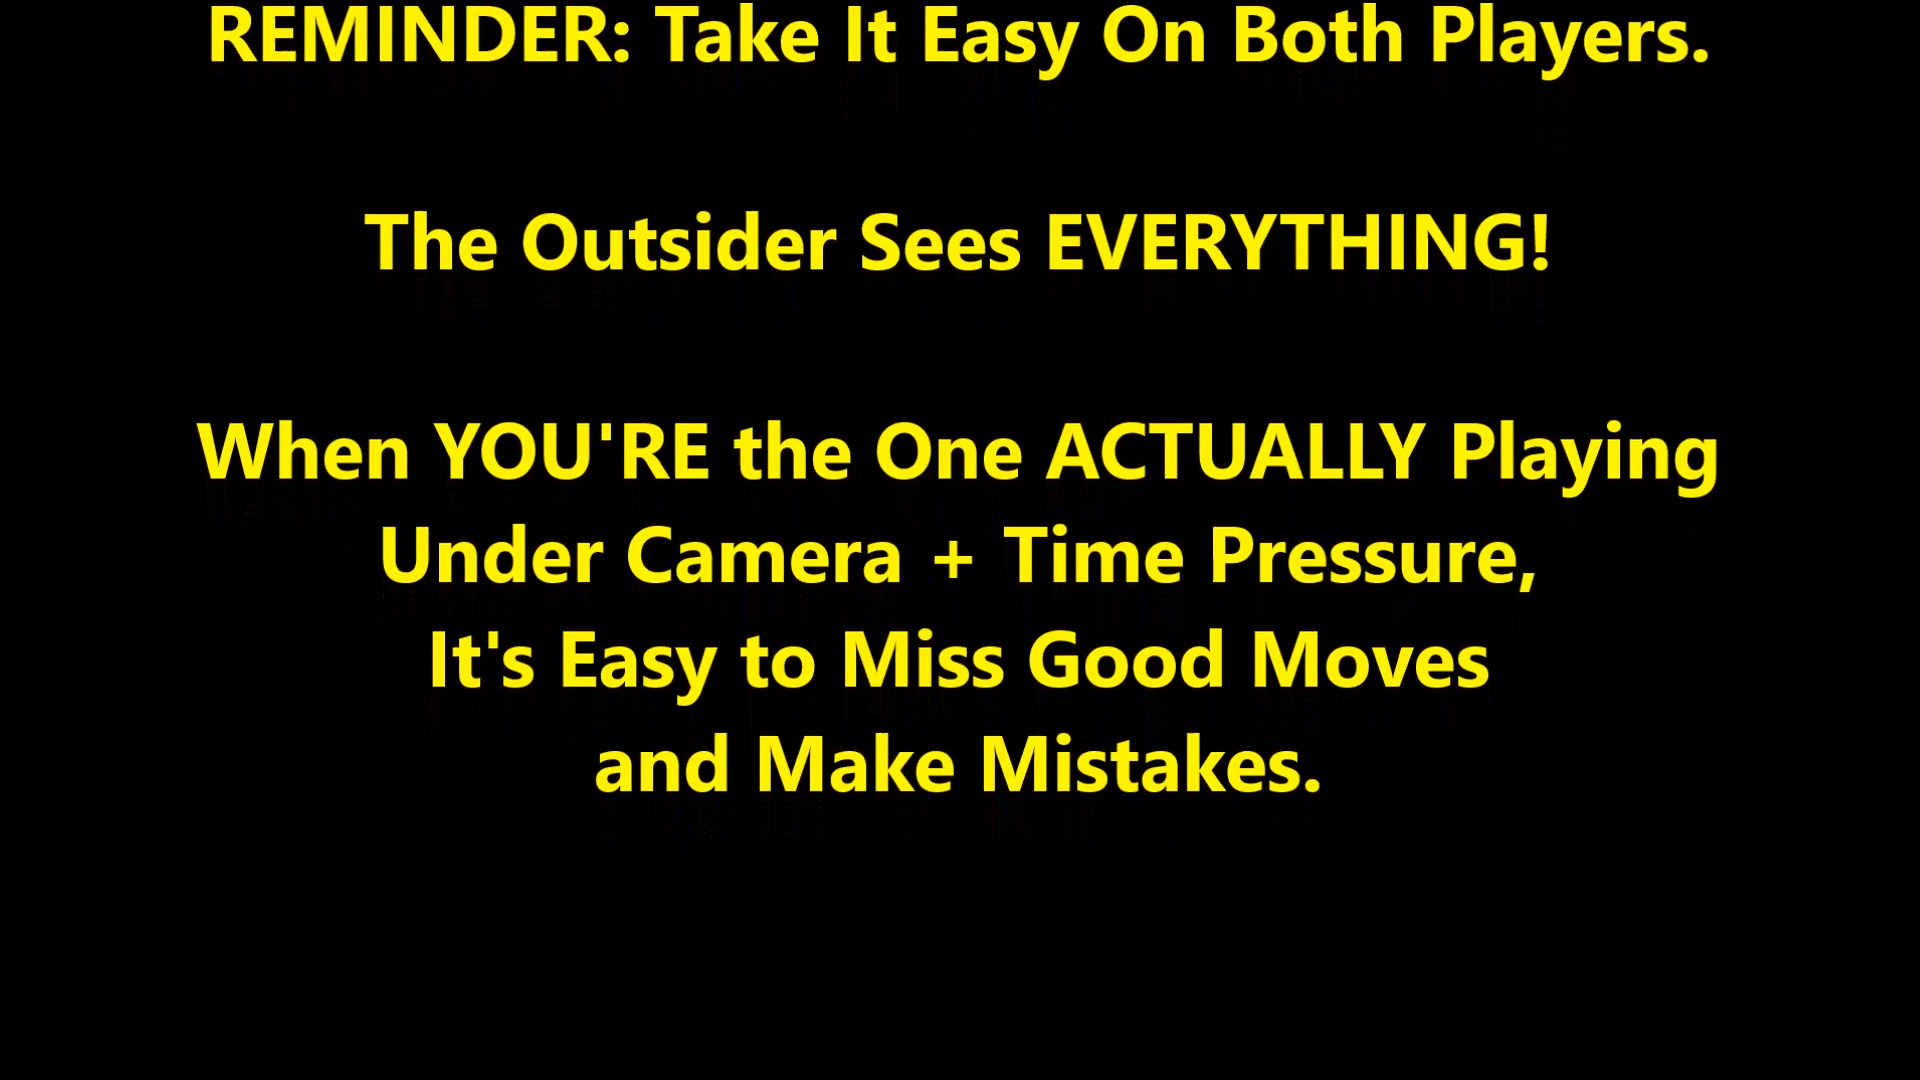 REMINDER: Take It Easy On Both Players.
The Outsider Sees EVERYTHING!
When YOU'RE the One ACTUALLY Playing
Under Camera + Time Pressure,
It's Easy to Miss Good Moves
and Make Mistakes.